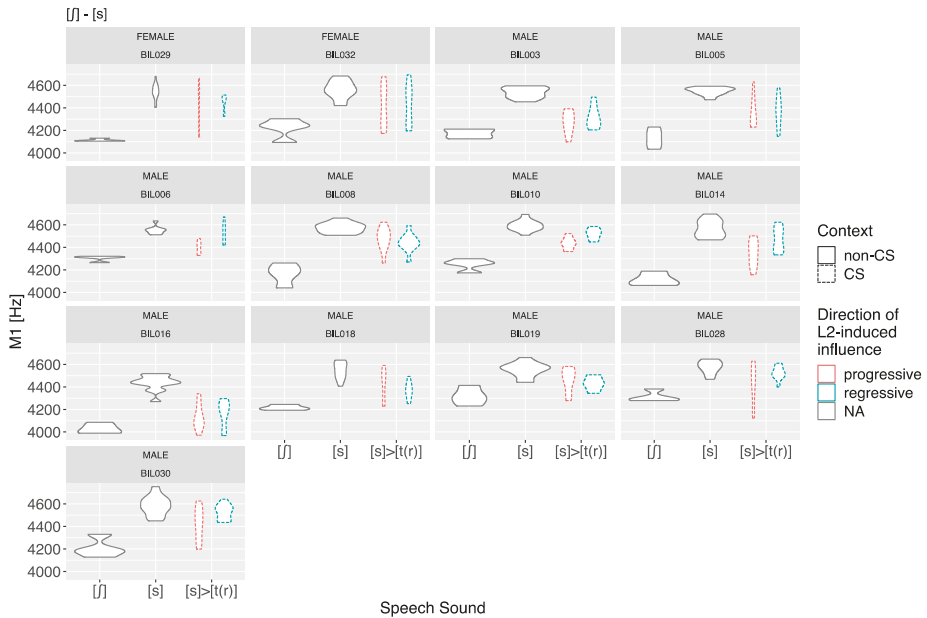 [ʃ] - [s]
FEMALE
BIL029
FEMALE
BIL032
MALE
BIL003
MALE
BIL005
4600
4400
4200
4000
MALE
BIL006
MALE
BIL008
MALE
BIL010
MALE
BIL014
4600
4400
4200
4000
MALE
BIL016
MALE
BIL018
MALE
BIL019
MALE
BIL028
4600
4400
4200
4000
[ʃ] [s] [s]>[t(r)]
[ʃ] [s] [s]>[t(r)]
[ʃ] [s] [s]>[t(r)]
MALE
BIL030
4600
4400
4200
4000
[ʃ] [s] [s]>[t(r)]
M1 [Hz]
Speech Sound
Context
non-CS
CS
Direction of
L2-induced
influence
progressive
regressive
NA